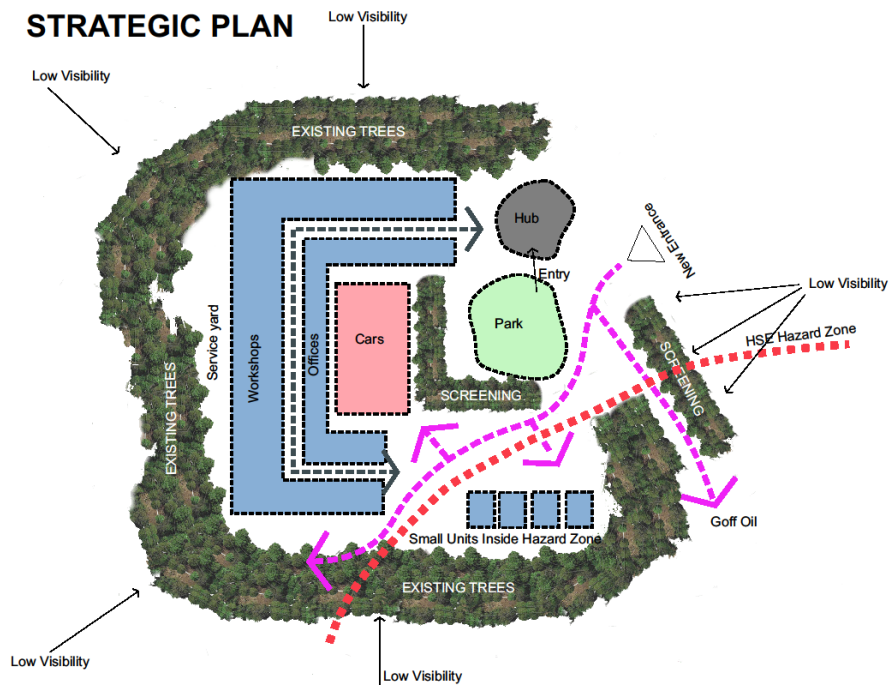 STRATEGIC PLAN
Low Visibility
Low Visibility
EXISTING TREES
Hub
New Entrance
Entry
Low Visibility
Park
HSE Hazard Zone
Service yard
Workshops
Offices
Cars
SCREENING
SCREENING
EXISTING TREES
Goff Oil
Small Units Inside Hazard Zone
EXISTING TREES
Low Visibility
Low Visibility